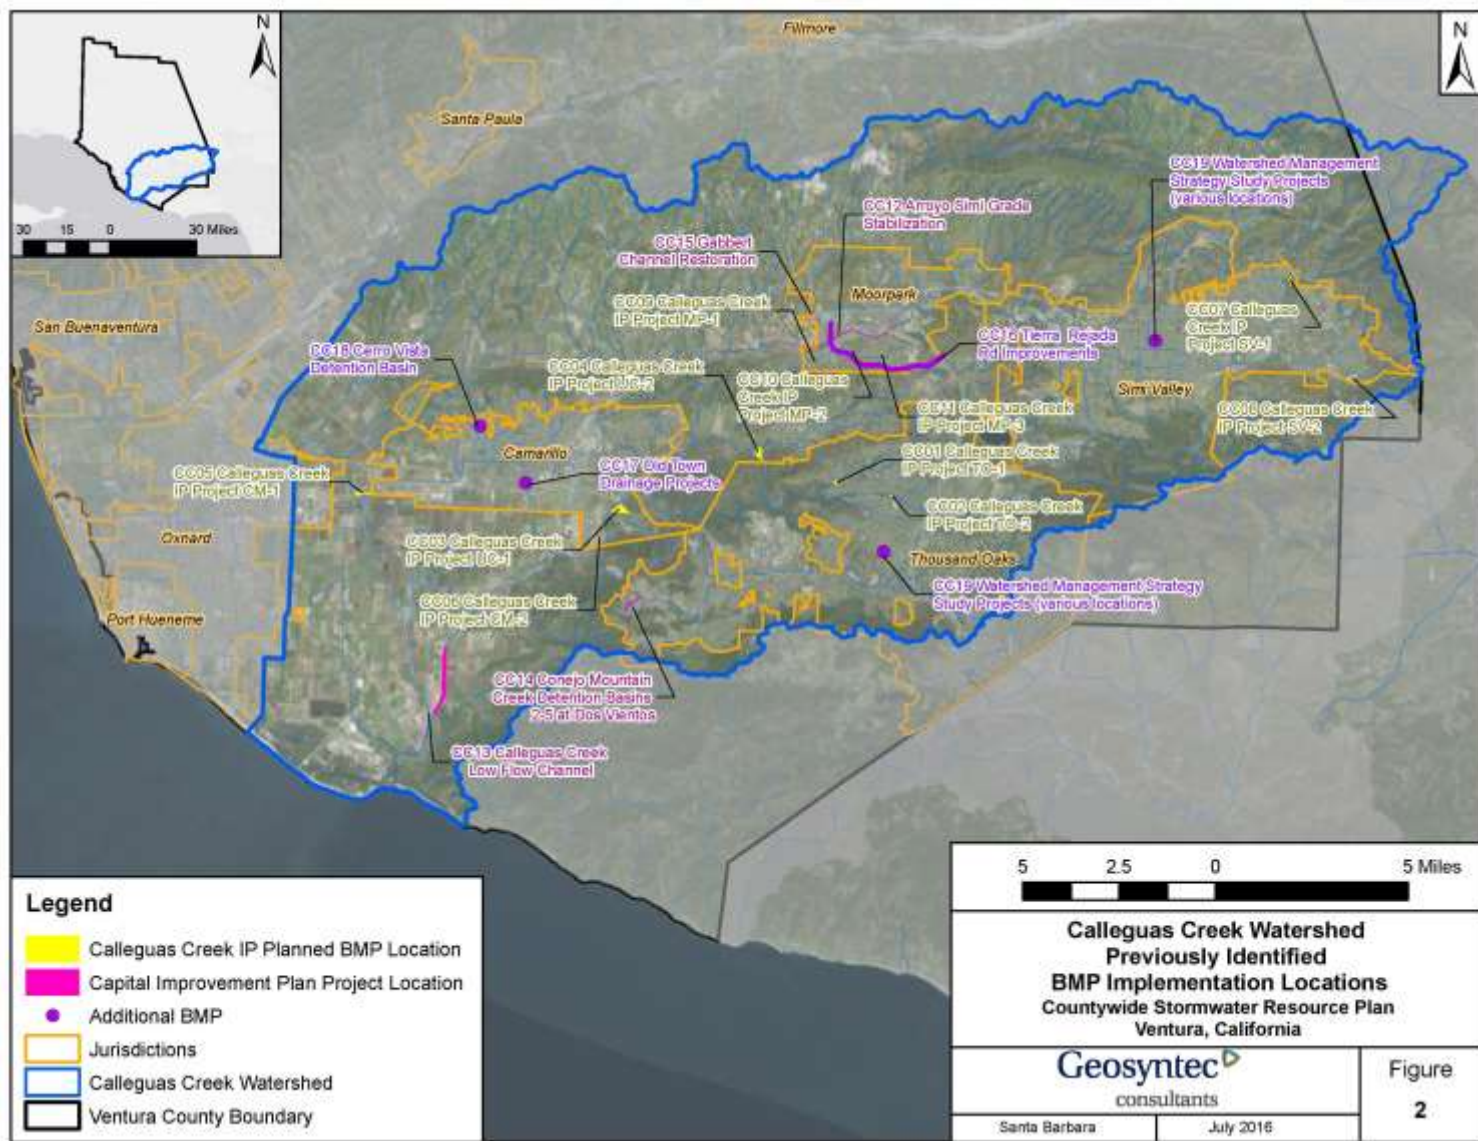 N
30 15 0 30 Miles
Fillmore
N
Santa Paula
CC19 Watershed Management
Strategy Study Projects
(various locations)
CC12 Arroyo Simi Grade
Stabilization
CC15 Gabbert
Channel Restoration
Moorpark
CC09 Calleguas Creek
IP Project MP-1
CC07 Calleguas
Creek IP
Project SV-1
San Buenaventura
CC18 Cerro Vista
Detention Basin
CC04 Calleguas Creek
IP Project UC-2
CC16 Tierra Rejada
Rd Improvements
CC10 Calleguas
Creek IP
Project MP-2
Simi Valley
CC11 Calleguas Creek
IP Project MP-3
CC08 Calleguas Creek
IP Project SV-2
Camarillo
CC05 Calleguas Creek
IP Project CM-1
CC17 Old Town
Drainage Projects
CC01 Calleguas Creek
IP Project TO-1
CC02 Calleguas Creek
IP Project TO-2
Oxnard
CC03 Calleguas Creek
IP Project UC-1
Thousand Oaks
CC19 Watershed Management Strategy
Study Projects (various locations)
CC06 Calleguas Creek
IP Project CM-2
Port Hueneme
CC14 Conejo Mountain
Creek Detention Basins
2-5 at Dos Vientos
CC13 Calleguas Creek
Low Flow Channel
Legend
Calleguas Creek IP Planned BMP Location
Capital Improvement Plan Project Location
Additional BMP
Jurisdictions
Calleguas Creek Watershed
Ventura County Boundary
5 2.5 0 5 Miles
Calleguas Creek Watershed
Previously Identified
BMP Implementation Locations
Countywide Stormwater Resource Plan
Ventura, California
Geosyntec
consultants
Santa Barbara July 2016
Figure
2